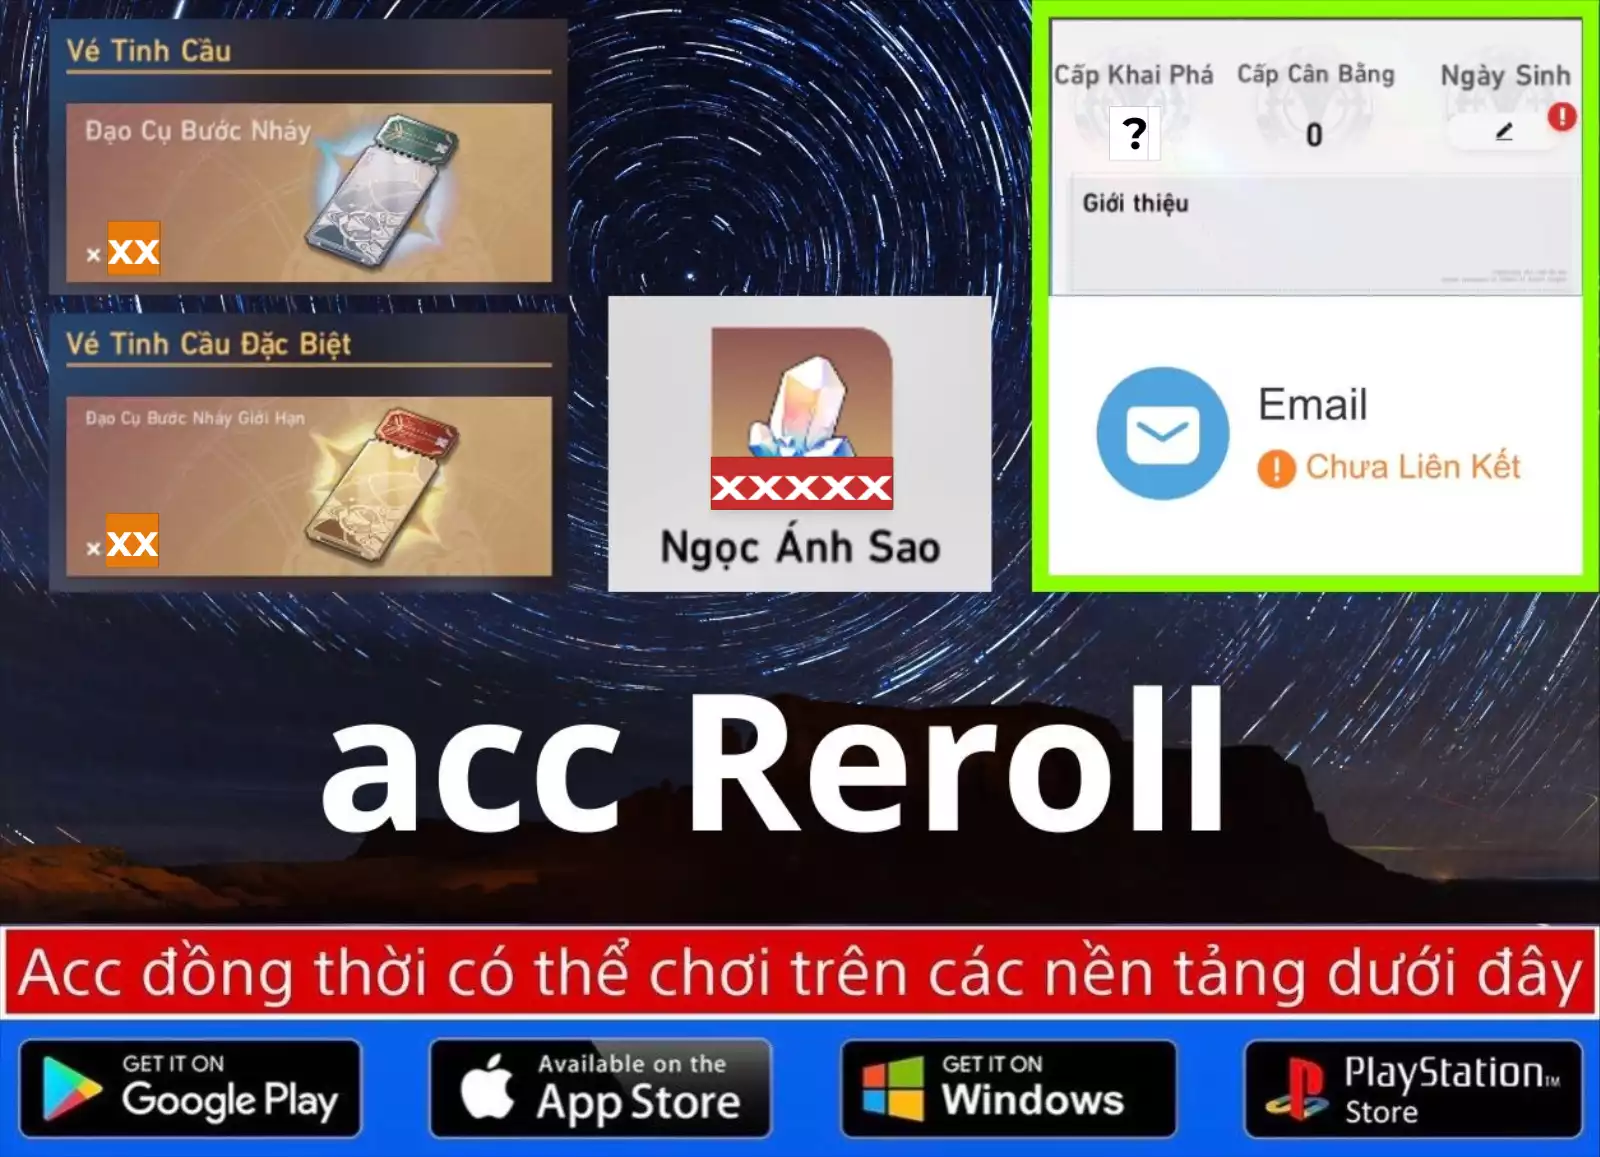 Vé Tinh Cầu
Đạo Cụ Bước Nhảy
× XX
Vé Tinh Cầu Đặc Biệt
Đạo Cụ Bước Nhảy Giới Hạn
× XX
XXXXX
Ngọc Ánh Sao
Cấp Khai Phá
Cấp Cân Bằng
Ngày Sinh
?
0
!
Giới thiệu
Email
! Chưa Liên Kết
acc Reroll
Acc đồng thời có thể chơi trên các nền tảng dưới đây
GET IT ON
Google Play
Available on the
App Store
GET IT ON
Windows
PlayStation™
Store